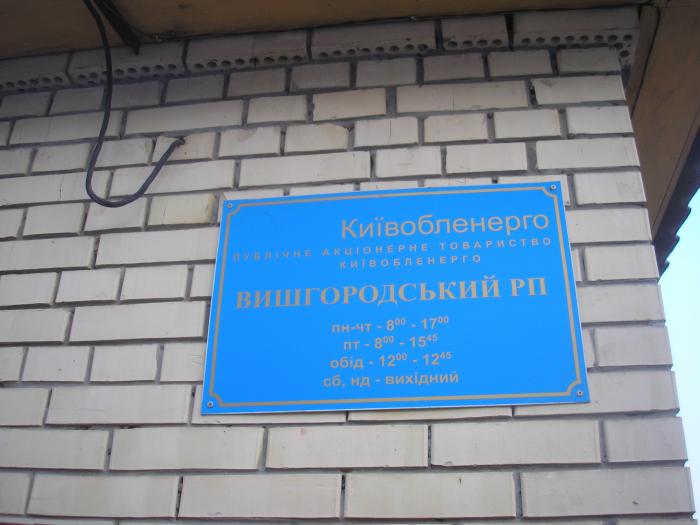 Київобленерго
ПУБЛІЧНЕ АКЦІОНЕРНЕ ТОВАРИСТВО
КИЇВОБЛЕНЕРГО
ВИШГОРОДСЬКИЙ РП
пн-чт - 8⁰⁰ - 17⁰⁰
пт - 8⁰⁰ - 15⁴⁵
обід - 12⁰⁰ - 12⁴⁵
сб, нд - вихідний